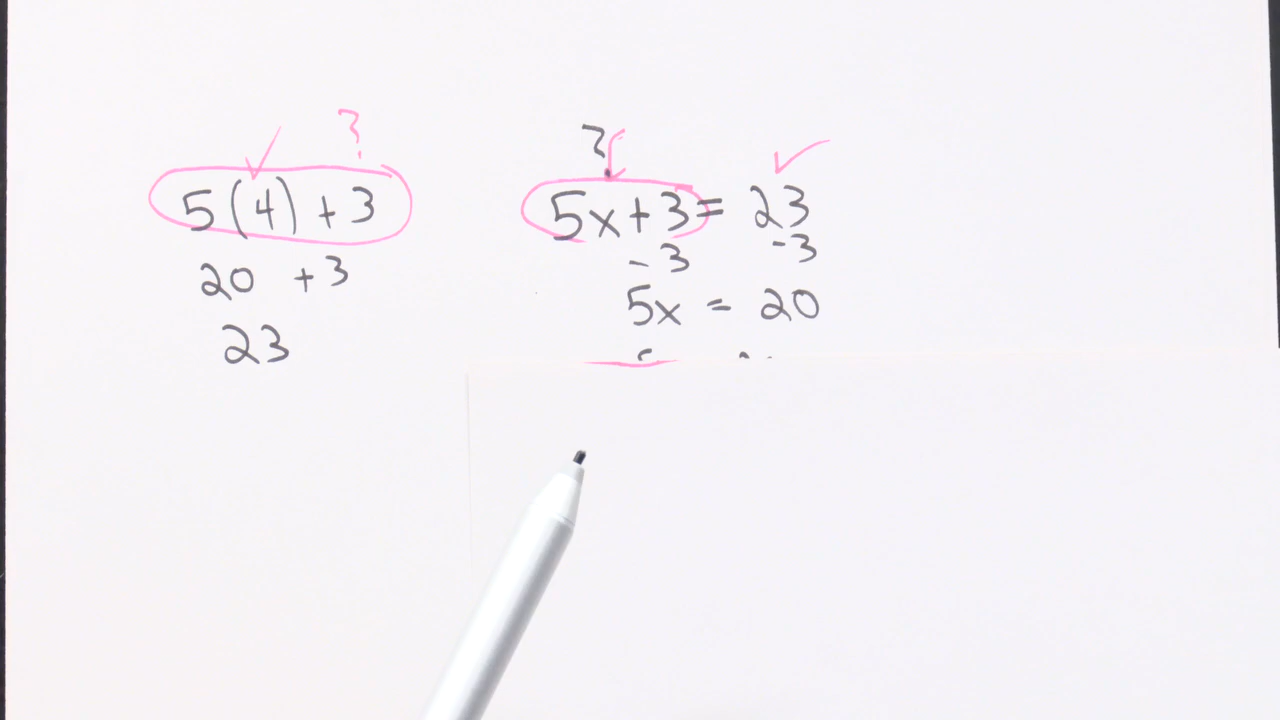 ?
5(4) + 3
20 + 3
23
?
5x + 3 = 23
- 3 - 3
5x = 20